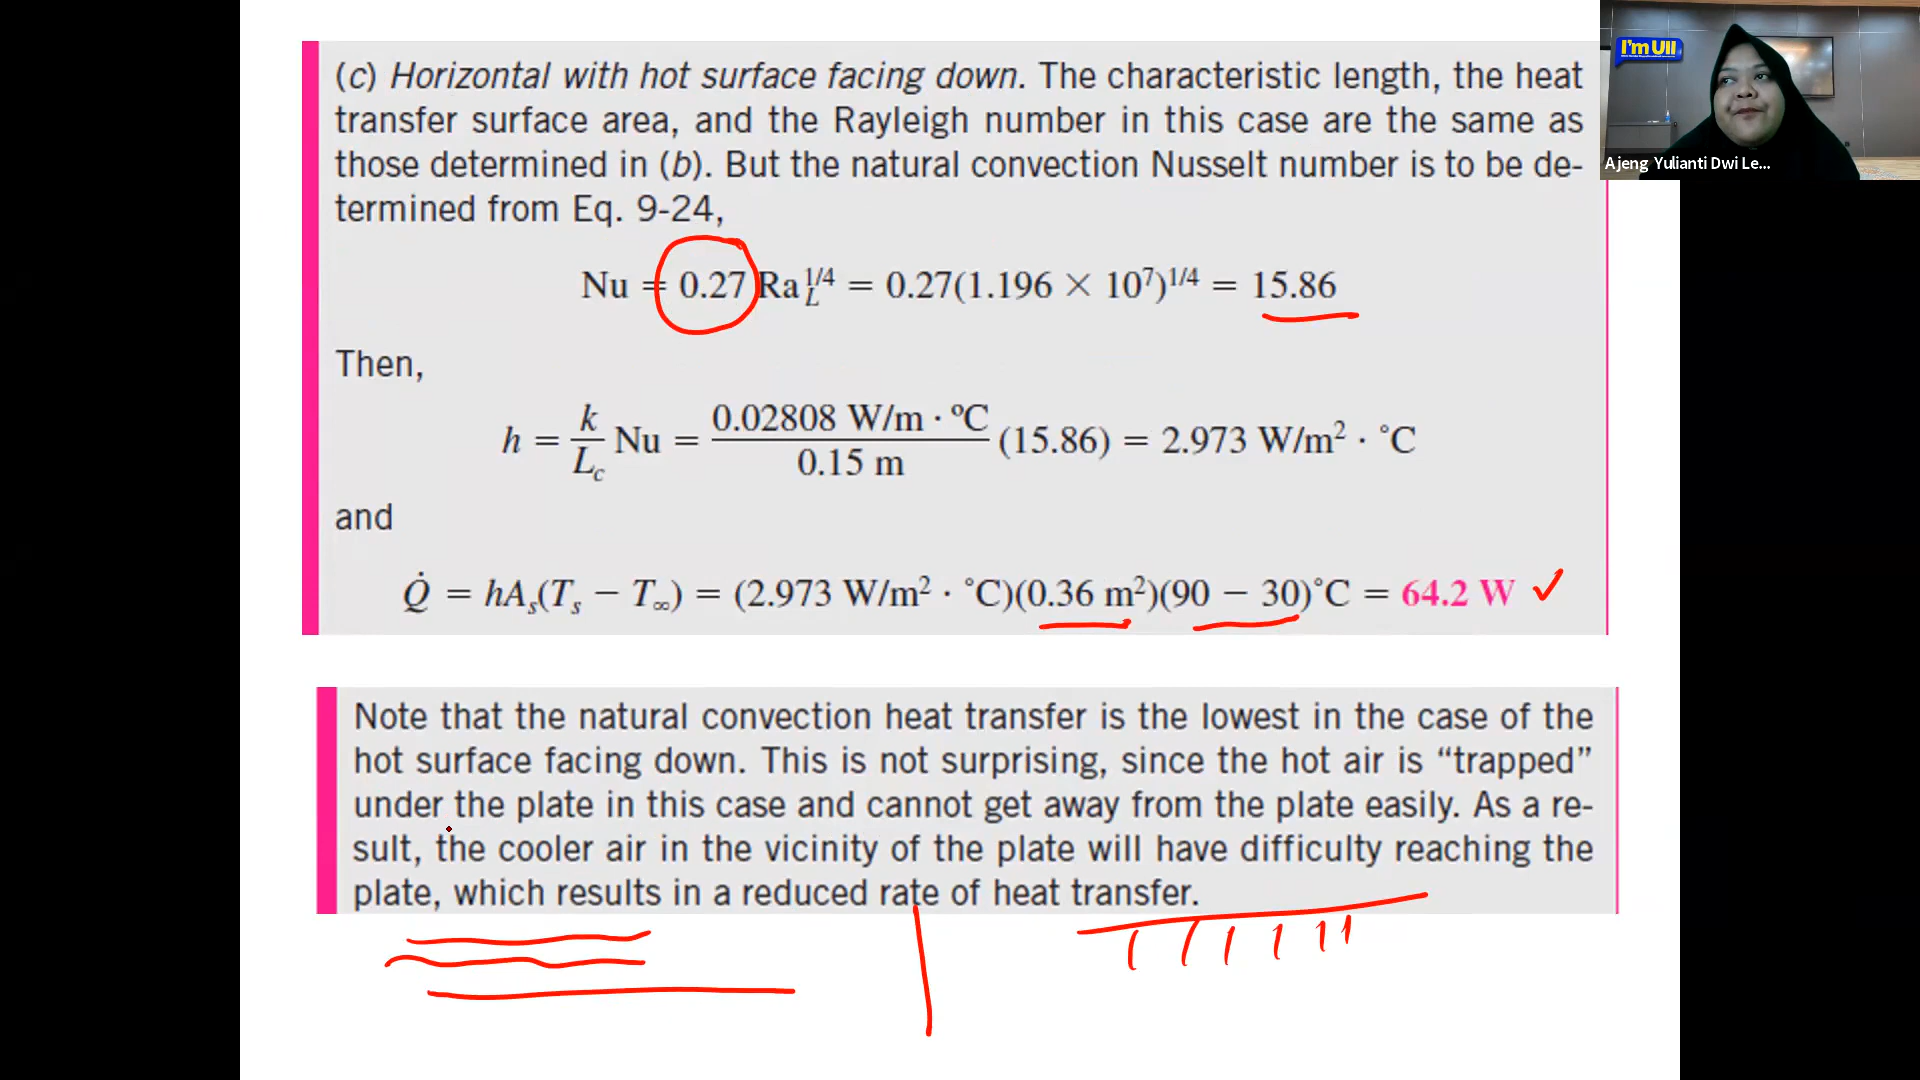 (c) Horizontal with hot surface facing down. The characteristic length, the heat
transfer surface area, and the Rayleigh number in this case are the same as
those determined in (b). But the natural convection Nusselt number is to be de-
termined from Eq. 9-24,
Nu = 0.27 Ra_L^{1/4} = 0.27(1.196 × 10⁷)^{1/4} = 15.86
Then,
h = k/L_c Nu = 0.02808 W/m · ºC / 0.15 m (15.86) = 2.973 W/m² · °C
and
Q̇ = hA_s(T_s − T_∞) = (2.973 W/m² · °C)(0.36 m²)(90 − 30)°C = 64.2 W
Note that the natural convection heat transfer is the lowest in the case of the
hot surface facing down. This is not surprising, since the hot air is “trapped”
under the plate in this case and cannot get away from the plate easily. As a re-
sult, the cooler air in the vicinity of the plate will have difficulty reaching the
plate, which results in a reduced rate of heat transfer.
I'm UII
Ajeng Yulianti Dwi Le...